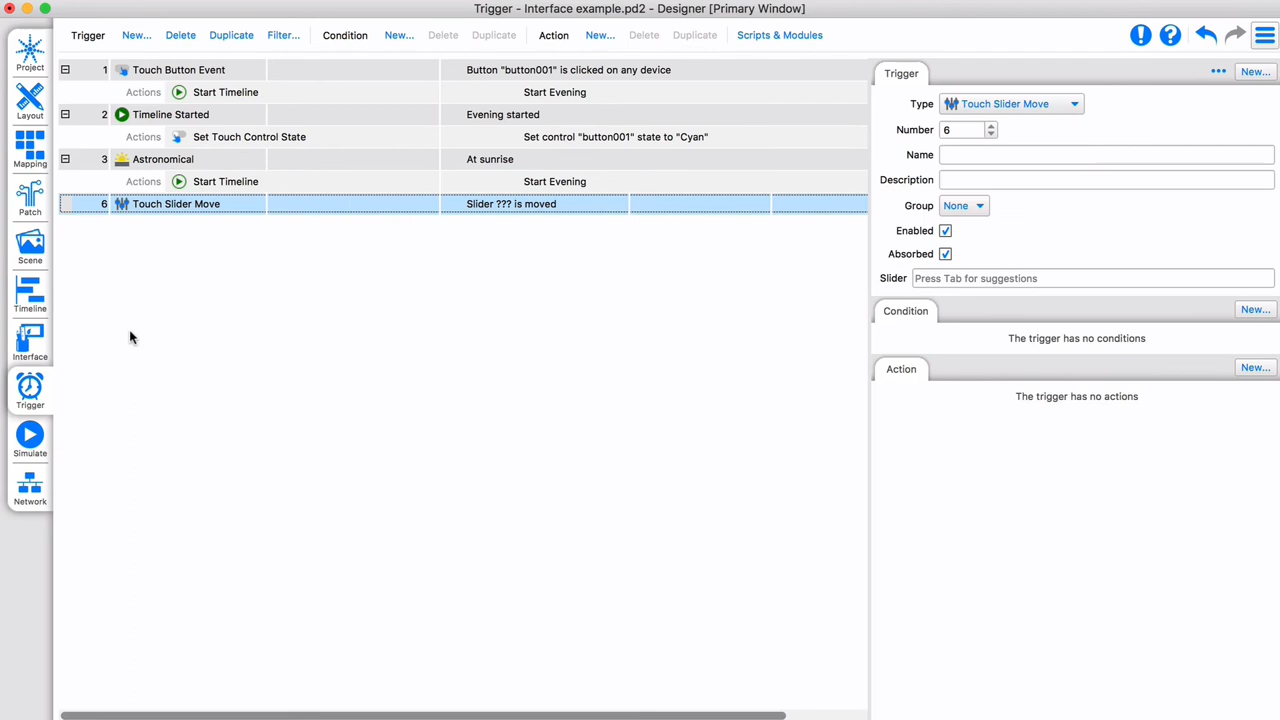 Trigger - Interface example.pd2 - Designer [Primary Window]
Trigger New... Delete Duplicate Filter... Condition New... Delete Duplicate Action New... Delete Duplicate Scripts & Modules
Project
Layout
Mapping
Patch
Scene
Timeline
Interface
Trigger
Simulate
Network
1 Touch Button Event Button "button001" is clicked on any device
Actions Start Timeline Start Evening
2 Timeline Started Evening started
Actions Set Touch Control State Set control "button001" state to "Cyan"
3 Astronomical At sunrise
Actions Start Timeline Start Evening
6 Touch Slider Move Slider ??? is moved
Trigger New...
Type Touch Slider Move
Number 6
Name
Description
Group None
Enabled
Absorbed
Slider Press Tab for suggestions
Condition New...
The trigger has no conditions
Action New...
The trigger has no actions